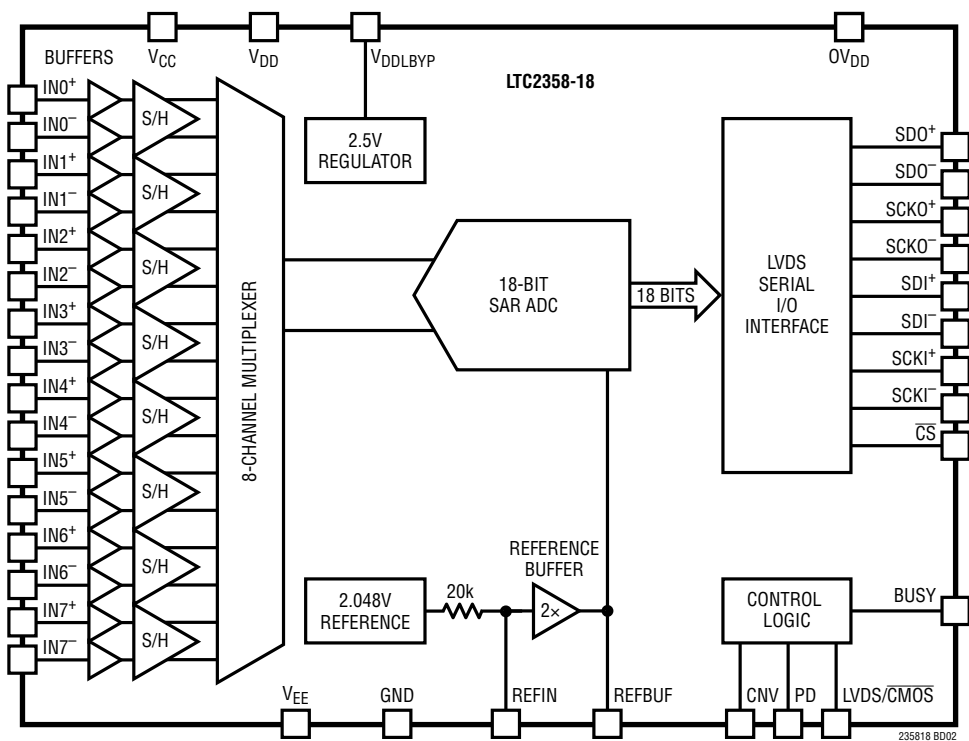 BUFFERS
VCC
VDD
VDDLBYP
OVDD
LTC2358-18
IN0+
IN0−
IN1+
IN1−
IN2+
IN2−
IN3+
IN3−
IN4+
IN4−
IN5+
IN5−
IN6+
IN6−
IN7+
IN7−
S/H
S/H
S/H
S/H
S/H
S/H
S/H
S/H
8-CHANNEL MULTIPLEXER
2.5V
REGULATOR
18-BIT
SAR ADC
18 BITS
LVDS
SERIAL
I/O
INTERFACE
SDO+
SDO−
SCKO+
SCKO−
SDI+
SDI−
SCKI+
SCKI−
CS
REFERENCE
BUFFER
2.048V
REFERENCE
20k
2×
CONTROL
LOGIC
BUSY
VEE
GND
REFIN
REFBUF
CNV
PD
LVDS/CMOS
235818 BD02